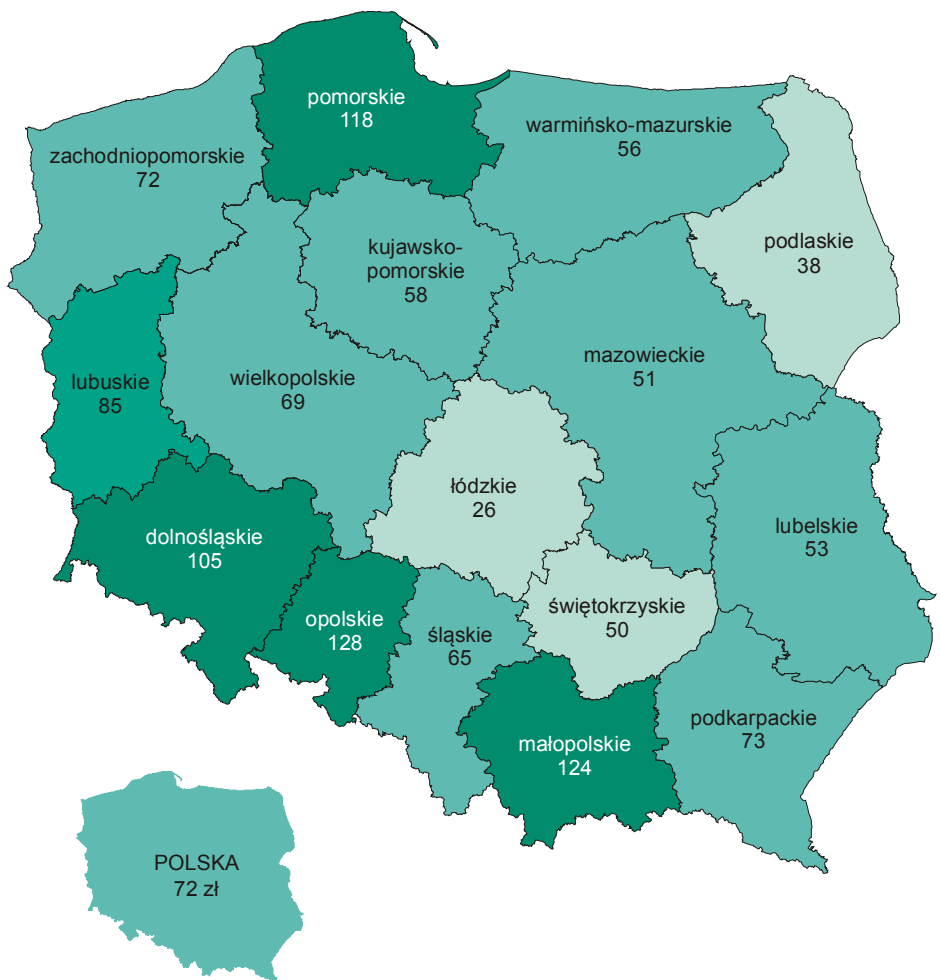 pomorskie
118
warmińsko-mazurskie
56
zachodniopomorskie
72
podlaskie
38
kujawsko-
pomorskie
58
mazowieckie
51
lubuskie
85
wielkopolskie
69
łódzkie
26
lubelskie
53
dolnośląskie
105
świętokrzyskie
50
opolskie
128
śląskie
65
podkarpackie
73
małopolskie
124
POLSKA
72 zł